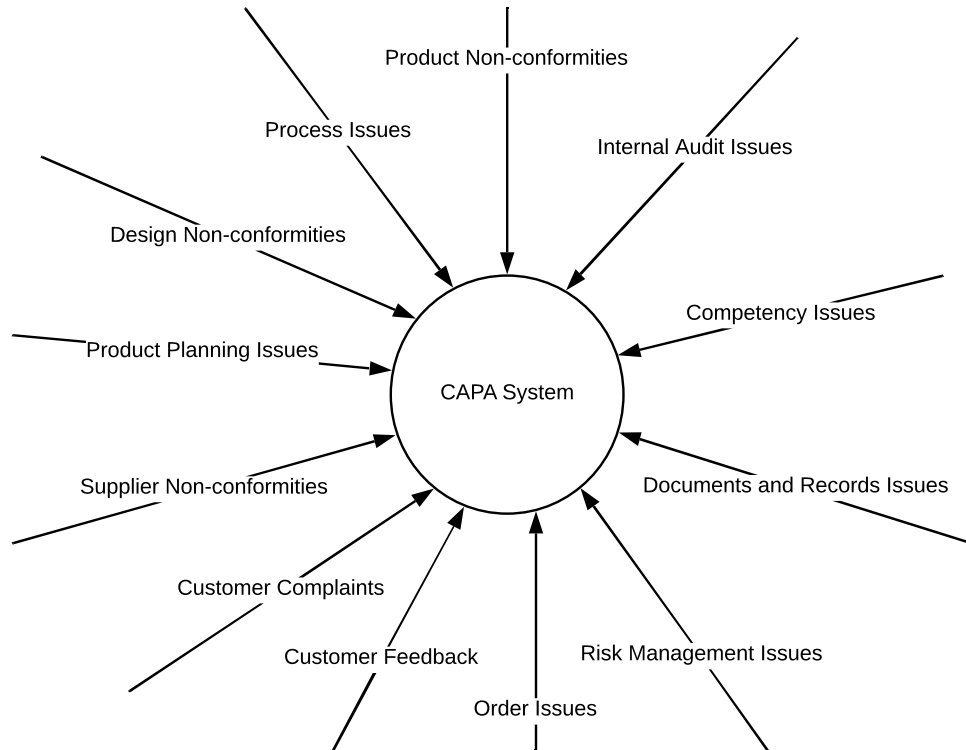 Product Non-conformities
Process Issues
Internal Audit Issues
Design Non-conformities
Competency Issues
Product Planning Issues
CAPA System
Supplier Non-conformities
Documents and Records Issues
Customer Complaints
Customer Feedback
Risk Management Issues
Order Issues